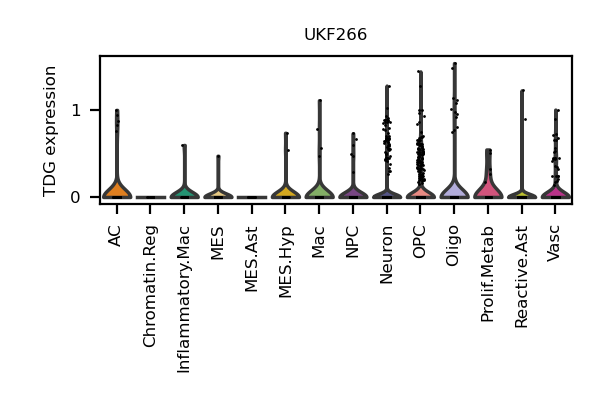 UKF266
TDG expression
1
0
AC
Chromatin.Reg
Inflammatory.Mac
MES
MES.Ast
MES.Hyp
Mac
NPC
Neuron
OPC
Oligo
Prolif.Metab
Reactive.Ast
Vasc